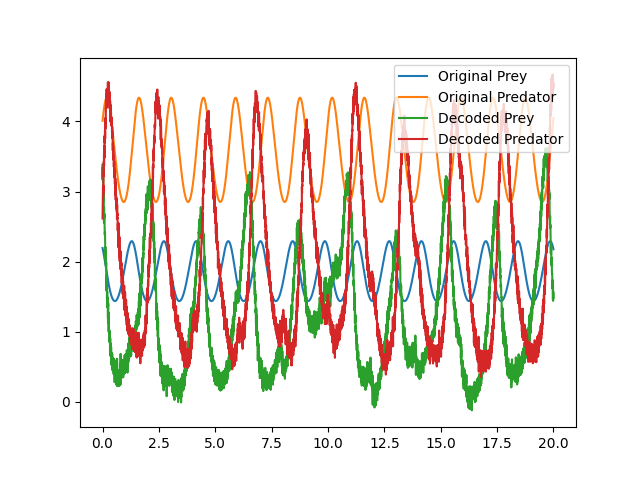 Original Prey
Original Predator
Decoded Prey
Decoded Predator
4
3
2
1
0
0.0 2.5 5.0 7.5 10.0 12.5 15.0 17.5 20.0